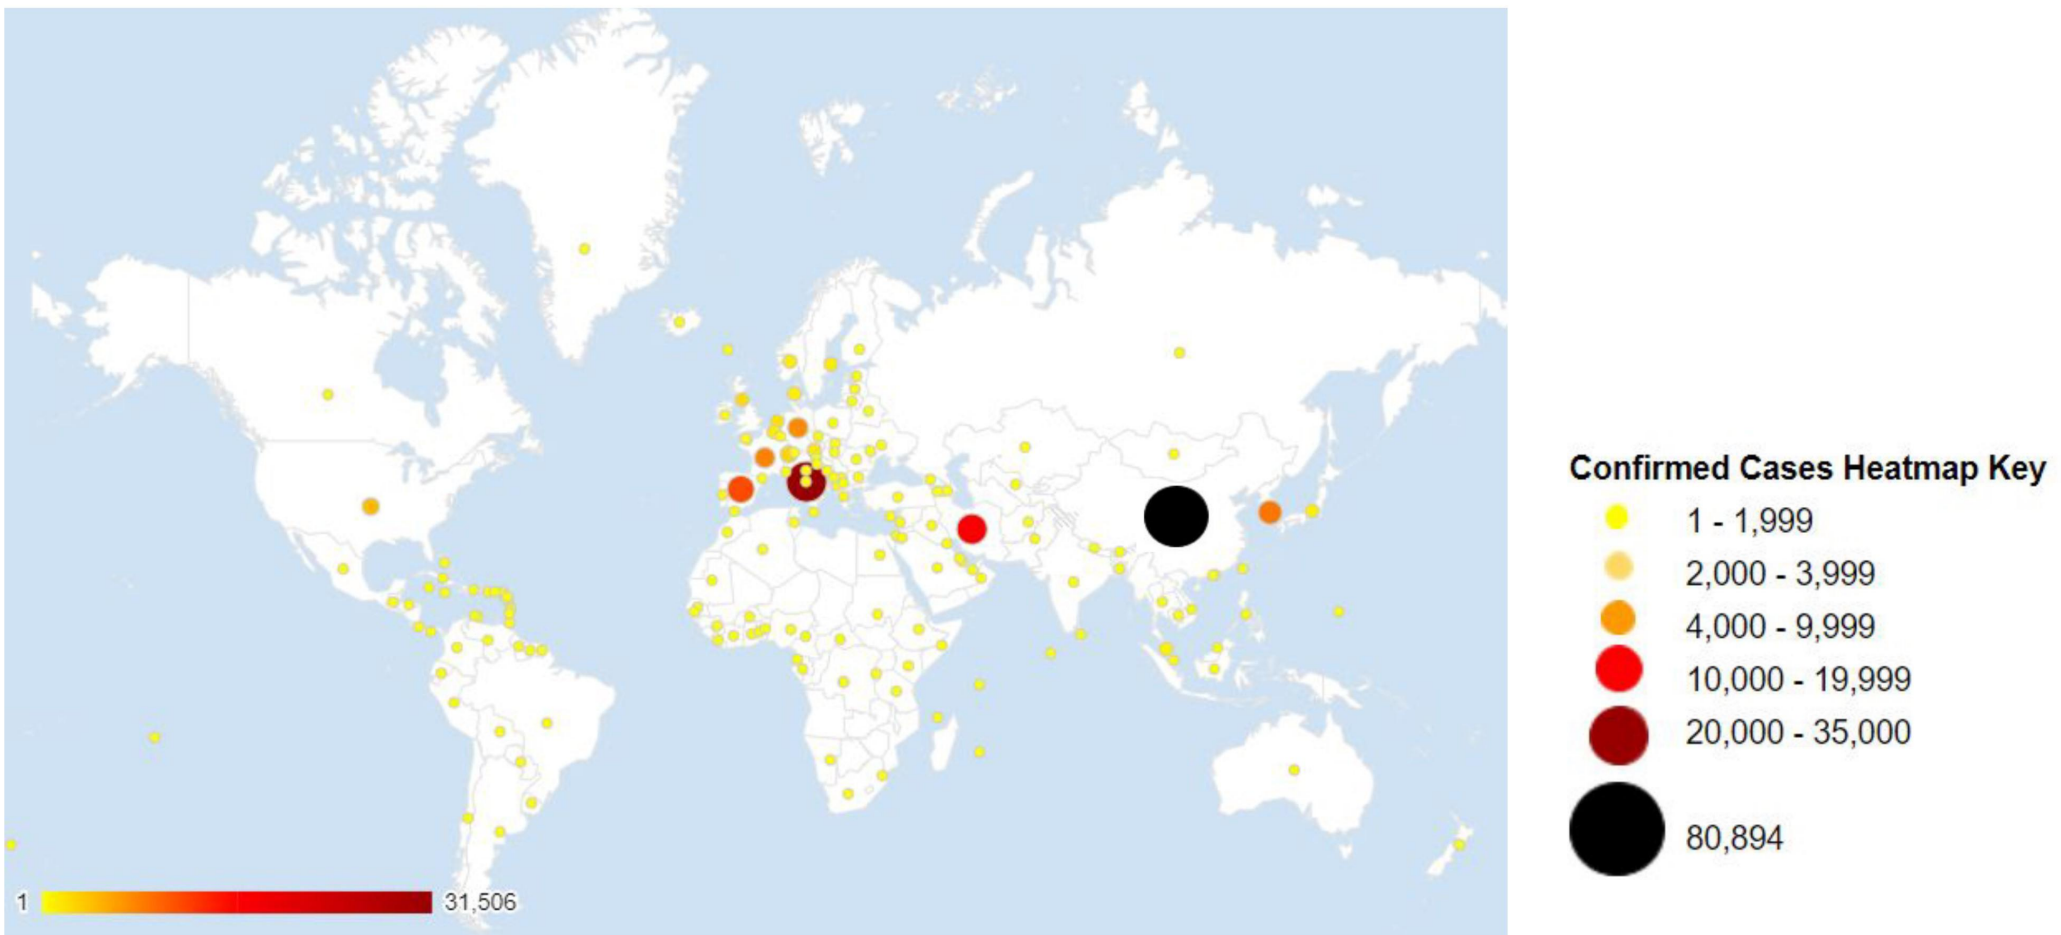 1
31,506
Confirmed Cases Heatmap Key
1 - 1,999
2,000 - 3,999
4,000 - 9,999
10,000 - 19,999
20,000 - 35,000
80,894